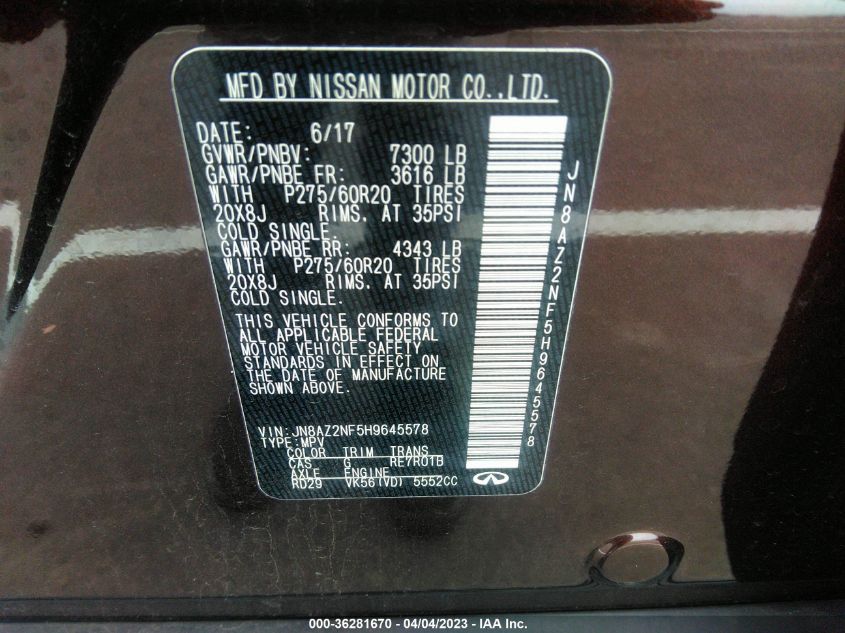 MFD BY NISSAN MOTOR CO.,LTD.
DATE: 6/17
GVWR/PNBV: 7300 LB
GAWR/PNBE FR: 3616 LB
WITH P275/60R20 TIRES
20X8J RIMS. AT 35PSI
COLD SINGLE.
GAWR/PNBE RR: 4343 LB
WITH P275/60R20 TIRES
20X8J RIMS. AT 35PSI
COLD SINGLE.
THIS VEHICLE CONFORMS TO
ALL APPLICABLE FEDERAL
MOTOR VEHICLE SAFETY
STANDARDS IN EFFECT ON
THE DATE OF MANUFACTURE
SHOWN ABOVE.
VIN:JN8AZ2NF5H9645578
TYPE:MPV
COLOR TRIM TRANS
CAS G RE7R01B
AXLE ENGINE
RD29 VK56(VD) 5552CC
JN8AZ2NF5H9645578
000-36281670 - 04/04/2023 - IAA Inc.